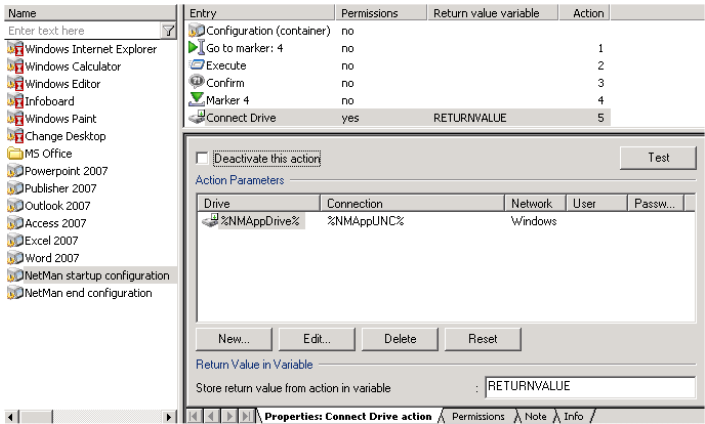 Name
Enter text here
Windows Internet Explorer
Windows Calculator
Windows Editor
Infoboard
Windows Paint
Change Desktop
MS Office
Powerpoint 2007
Publisher 2007
Outlook 2007
Access 2007
Excel 2007
Word 2007
NetMan startup configuration
NetMan end configuration
Entry Permissions Return value variable Action
Configuration (container) no
Go to marker: 4 no 1
Execute no 2
Confirm no 3
Marker 4 no 4
Connect Drive yes RETURNVALUE 5
Deactivate this action Test
Action Parameters
Drive Connection Network User Passw...
%NMAppDrive% %NMAppUNC% Windows
New... Edit... Delete Reset
Return Value in Variable
Store return value from action in variable : RETURNVALUE
Properties: Connect Drive action Permissions Note Info